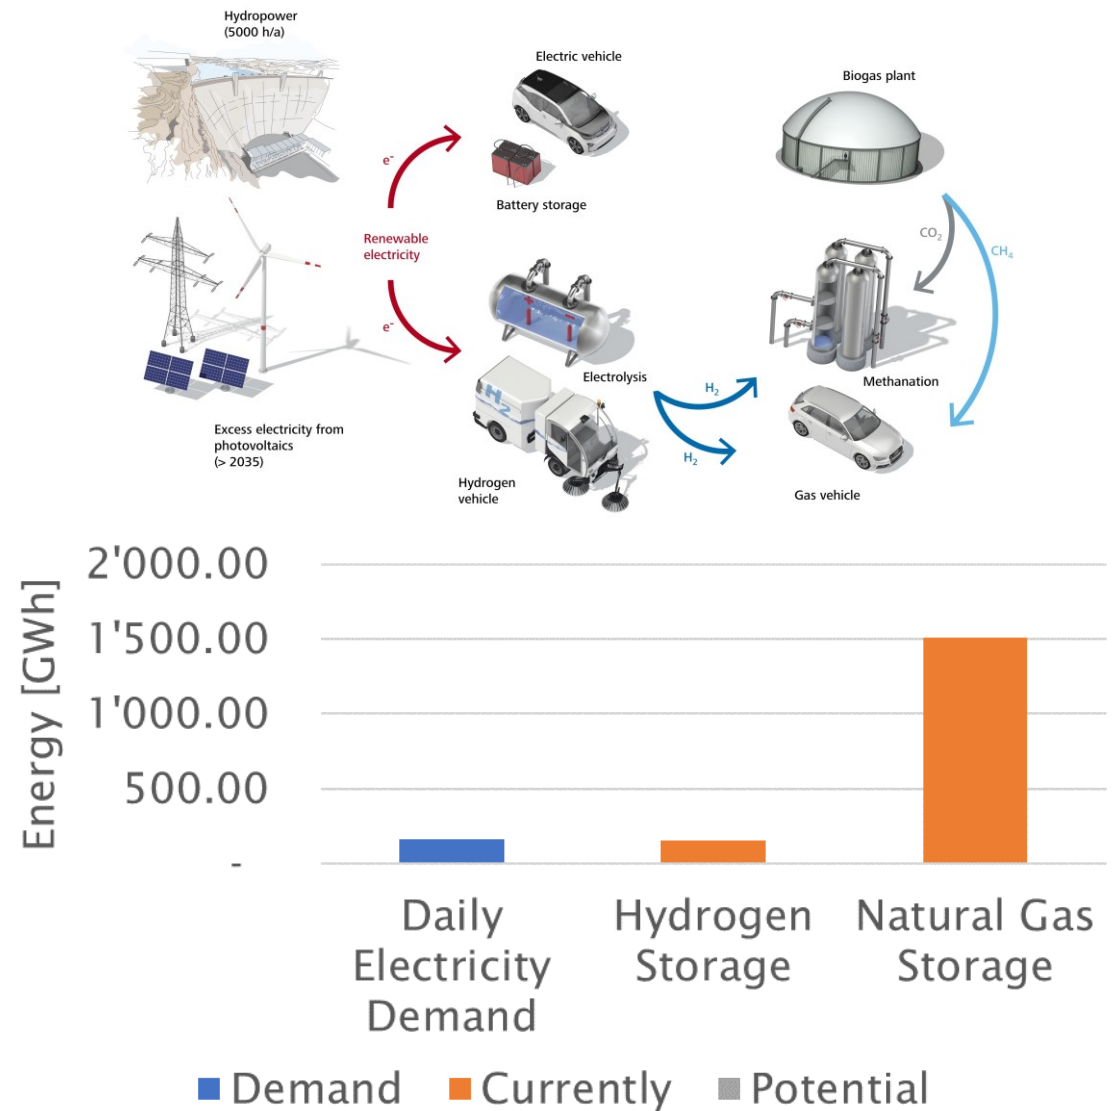 Hydropower
(5000 h/a)
Electric vehicle
Biogas plant
e-
Battery storage
Renewable
electricity
CO2
CH4
e-
Electrolysis
Methanation
H2
H2
H2
Excess electricity from
photovoltaics
(> 2035)
Hydrogen
vehicle
Gas vehicle
Energy [GWh]
2'000.00
1'500.00
1'000.00
500.00
-
Daily
Electricity
Demand
Hydrogen
Storage
Natural Gas
Storage
Demand
Currently
Potential